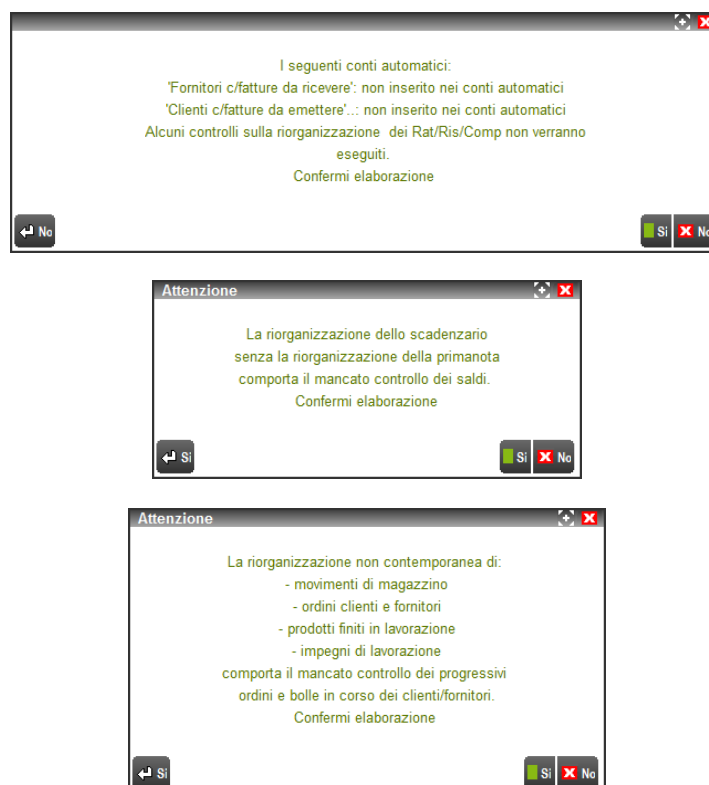 I seguenti conti automatici:
'Fornitori c/fatture da ricevere': non inserito nei conti automatici
'Clienti c/fatture da emettere'..: non inserito nei conti automatici
Alcuni controlli sulla riorganizzazione dei Rat/Ris/Comp non verranno
eseguiti.
Confermi elaborazione
No Si No
Attenzione
La riorganizzazione dello scadenzario
senza la riorganizzazione della primanota
comporta il mancato controllo dei saldi.
Confermi elaborazione
Si Si No
Attenzione
La riorganizzazione non contemporanea di:
- movimenti di magazzino
- ordini clienti e fornitori
- prodotti finiti in lavorazione
- impegni di lavorazione
comporta il mancato controllo dei progressivi
ordini e bolle in corso dei clienti/fornitori.
Confermi elaborazione
Si Si No